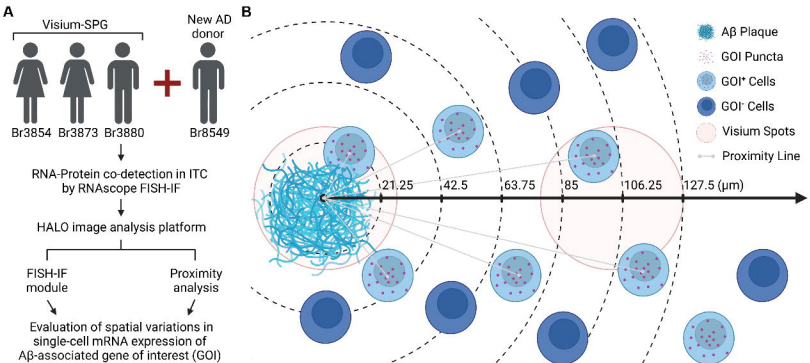 A
Visium-SPG
New AD
donor
Br3854 Br3873 Br3880 Br8549
RNA-Protein co-detection in ITC
by RNAscope FISH-IF
HALO image analysis platform
FISH-IF
module
Proximity
analysis
Evaluation of spatial variations in
single-cell mRNA expression of
Aβ-associated gene of interest (GOI)
B
21.25 42.5 63.75 85 106.25 127.5 (μm)
Aβ Plaque
GOI Puncta
GOI⁺ Cells
GOI⁻ Cells
Visium Spots
Proximity Line